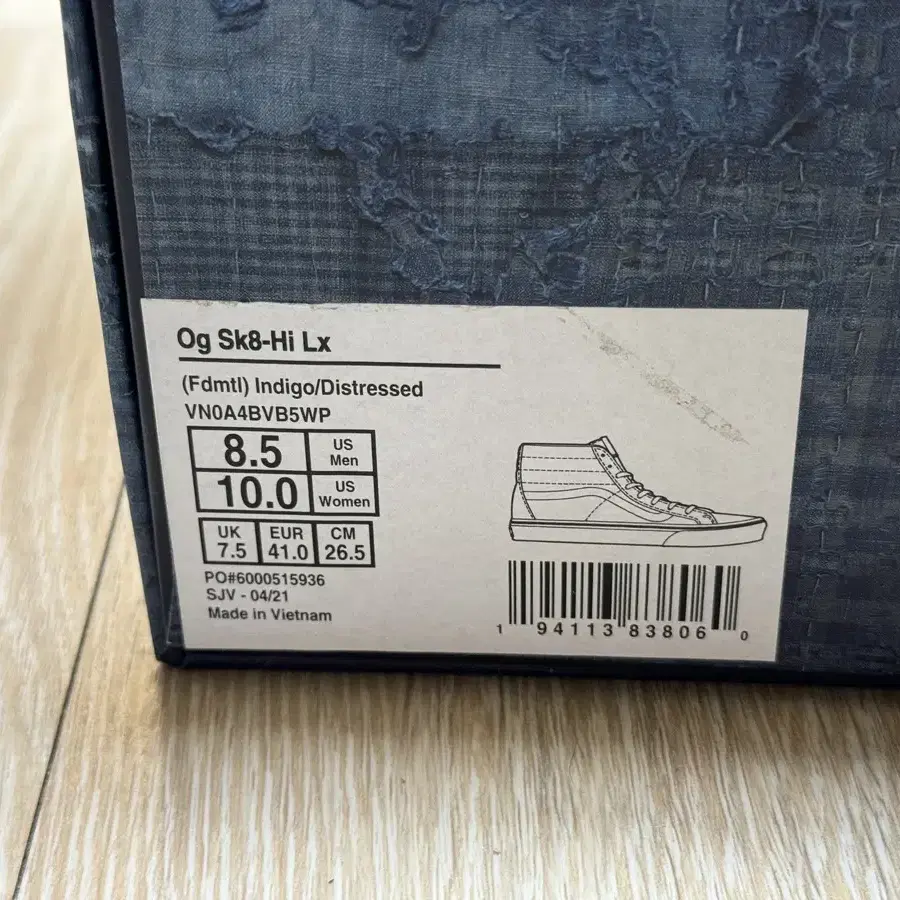 Og Sk8-Hi Lx
(Fdmtl) Indigo/Distressed
VN0A4BVB5WP
8.5 US Men
10.0 US Women
UK EUR CM
7.5 41.0 26.5
PO#6000515936
SJV - 04/21
Made in Vietnam
1 94113 83806 0